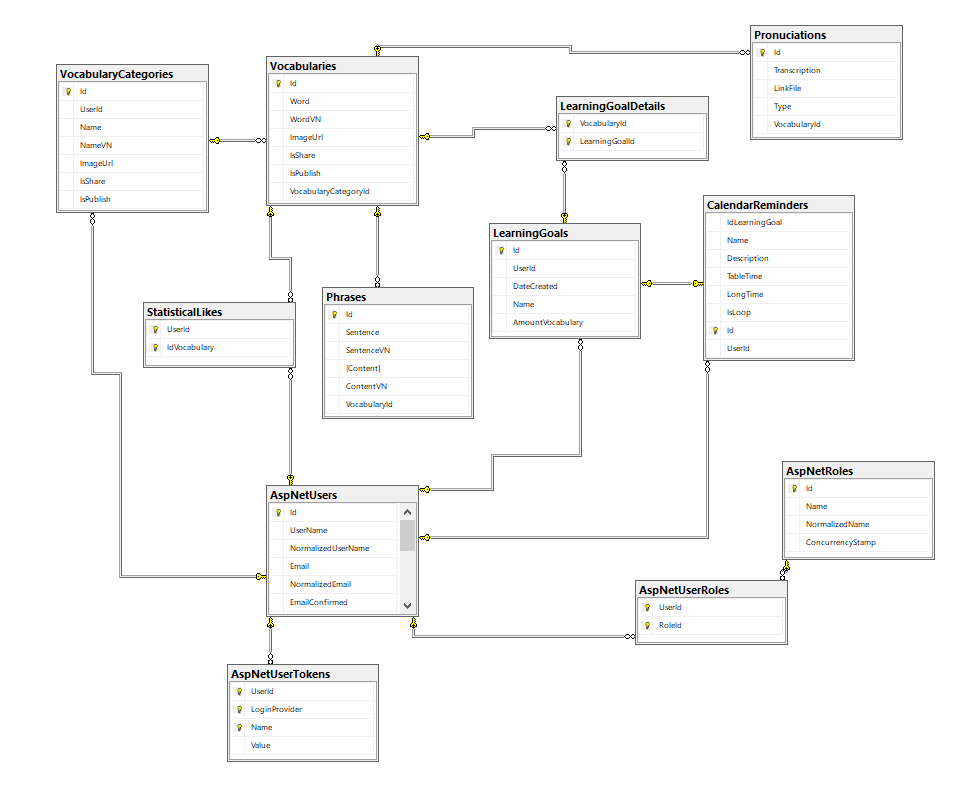 Pronuciations
Id
Transcription
LinkFile
Type
VocabularyId
Vocabularies
Id
Word
WordVN
ImageUrl
IsShare
IsPublish
VocabularyCategoryId
VocabularyCategories
Id
UserId
Name
NameVN
ImageUrl
IsShare
IsPublish
LearningGoalDetails
VocabularyId
LearningGoalId
CalendarReminders
IdLearningGoal
Name
Description
TableTime
LongTime
IsLoop
Id
UserId
LearningGoals
Id
UserId
DateCreated
Name
AmountVocabulary
Phrases
Id
Sentence
SentenceVN
[Content]
ContentVN
VocabularyId
StatisticalLikes
UserId
IdVocabulary
AspNetRoles
Id
Name
NormalizedName
ConcurrencyStamp
AspNetUsers
Id
UserName
NormalizedUserName
Email
NormalizedEmail
EmailConfirmed
AspNetUserRoles
UserId
RoleId
AspNetUserTokens
UserId
LoginProvider
Name
Value